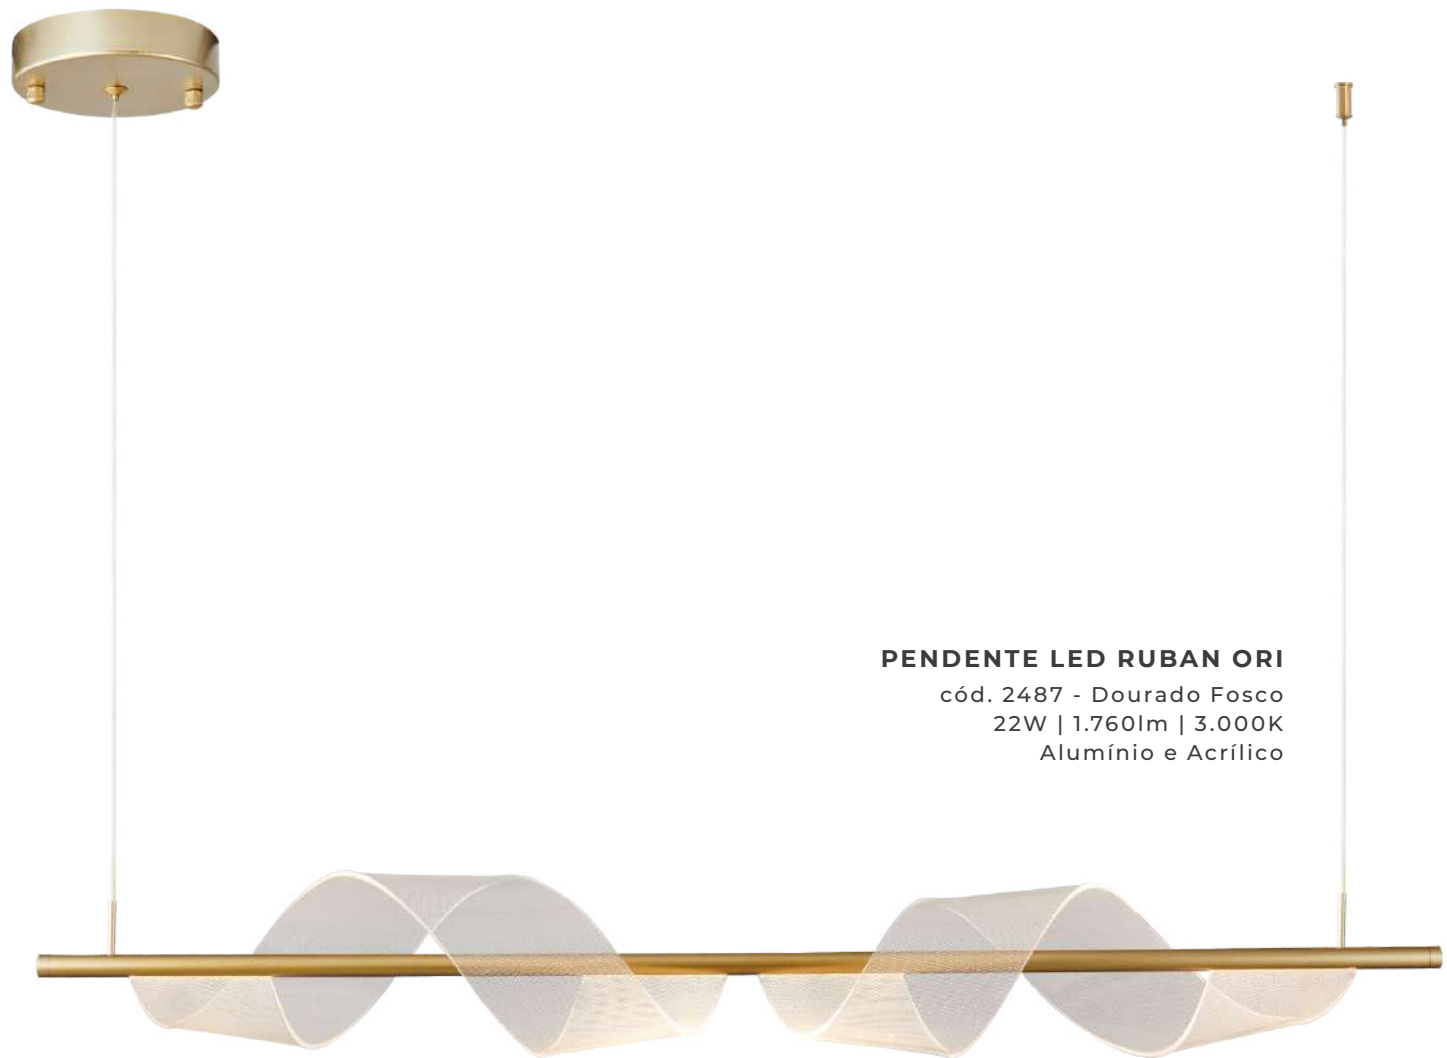 PENDENTE LED RUBAN ORI
cód. 2487 - Dourado Fosco
22W | 1.760lm | 3.000K
Alumínio e Acrílico